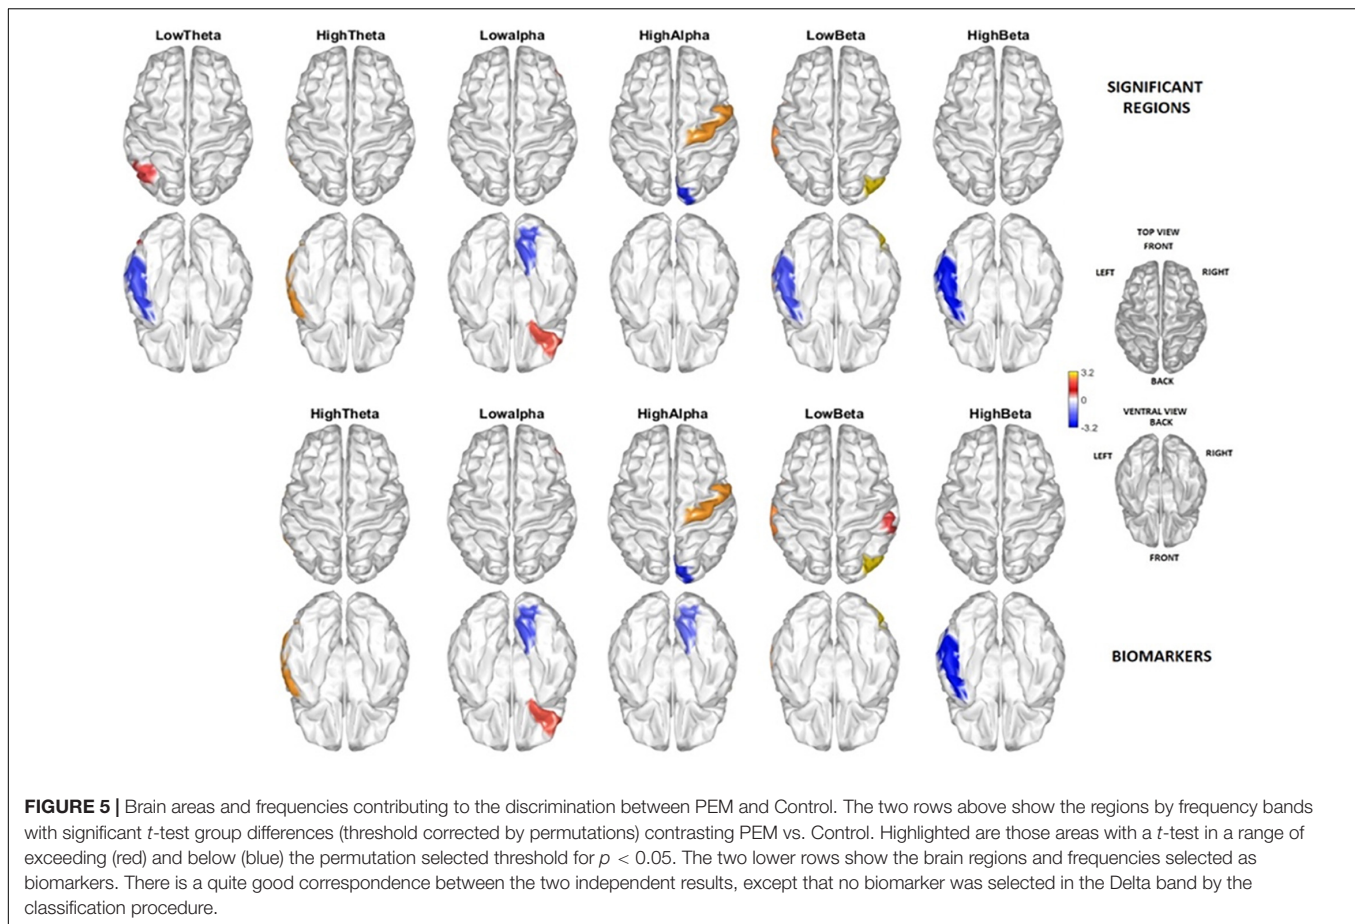 LowTheta HighTheta Lowalpha HighAlpha LowBeta HighBeta
SIGNIFICANT
REGIONS
TOP VIEW
FRONT
LEFT RIGHT
BACK
3.2
0
-3.2
HighTheta Lowalpha HighAlpha LowBeta HighBeta
VENTRAL VIEW
BACK
LEFT RIGHT
FRONT
BIOMARKERS
FIGURE 5 | Brain areas and frequencies contributing to the discrimination between PEM and Control. The two rows above show the regions by frequency bands
with significant t-test group differences (threshold corrected by permutations) contrasting PEM vs. Control. Highlighted are those areas with a t-test in a range of
exceeding (red) and below (blue) the permutation selected threshold for p < 0.05. The two lower rows show the brain regions and frequencies selected as
biomarkers. There is a quite good correspondence between the two independent results, except that no biomarker was selected in the Delta band by the
classification procedure.